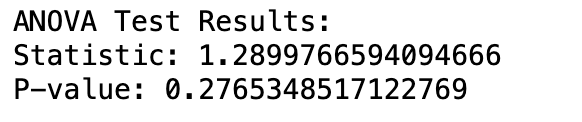 ANOVA Test Results:
Statistic: 1.2899766594094666
P-value: 0.2765348517122769